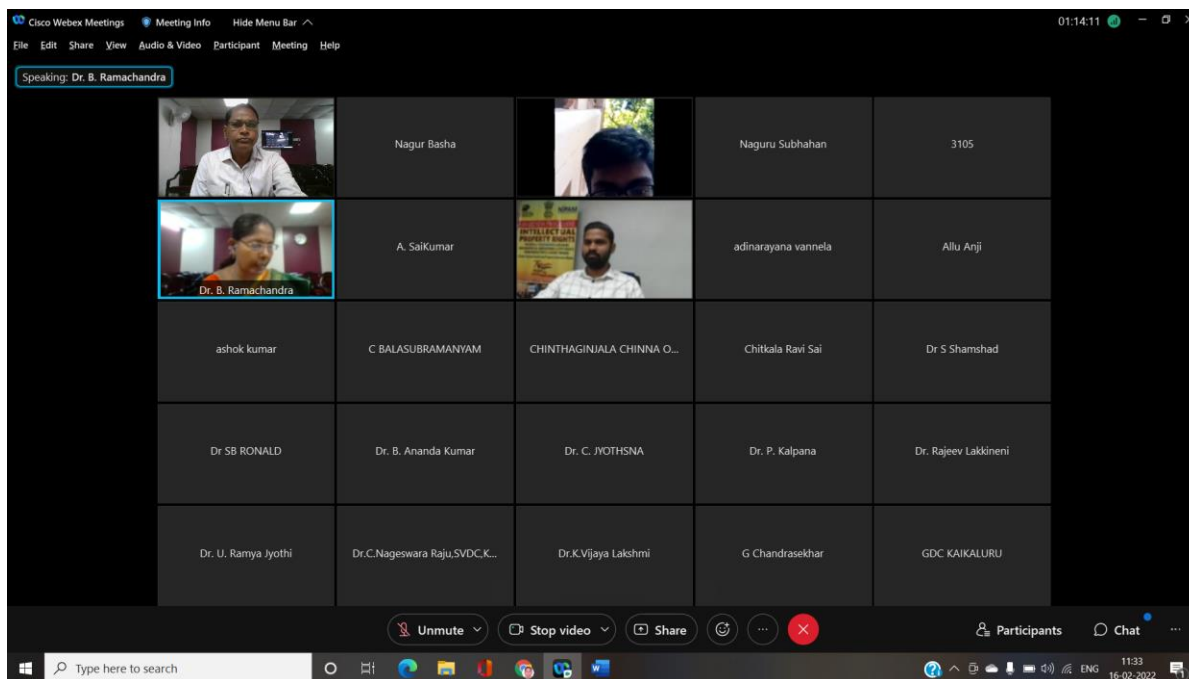 Cisco Webex Meetings Meeting Info Hide Menu Bar 01:14:11
File Edit Share View Audio & Video Participant Meeting Help
Speaking: Dr. B. Ramachandra
Nagur Basha Naguru Subhahan 3105
INTELLECTUAL
PROPERTY RIGHTS
Dr. B. Ramachandra A. SaiKumar adinarayana vannela Allu Anji
ashok kumar C BALASUBRAMANYAM CHINTHAGINJALA CHINNA O... Chitkala Ravi Sai Dr S Shamshad
Dr SB RONALD Dr. B. Ananda Kumar Dr. C. JYOTHSNA Dr. P. Kalpana Dr. Rajeev Lakkineni
Dr. U. Ramya Jyothi Dr.C.Nageswara Raju,SVDC,K... Dr.K.Vijaya Lakshmi G Chandrasekhar GDC KAIKALURU
Unmute Stop video Share Participants Chat
Type here to search ENG 11:33
16-02-2022